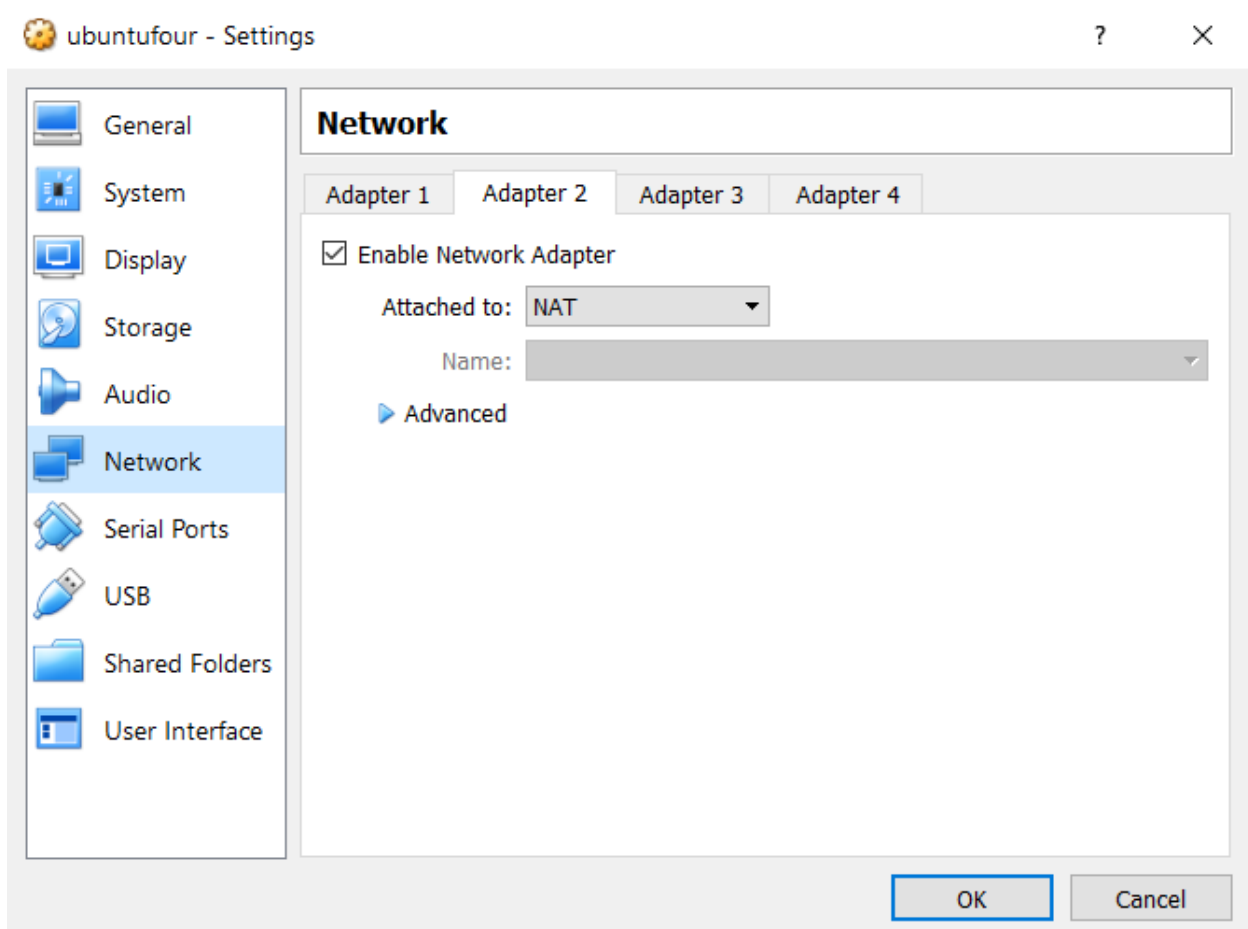 ubuntufour - Settings ? ×
General
System
Display
Storage
Audio
Network
Serial Ports
USB
Shared Folders
User Interface
Network
Adapter 1 Adapter 2 Adapter 3 Adapter 4
Enable Network Adapter
Attached to: NAT
Name:
Advanced
OK Cancel